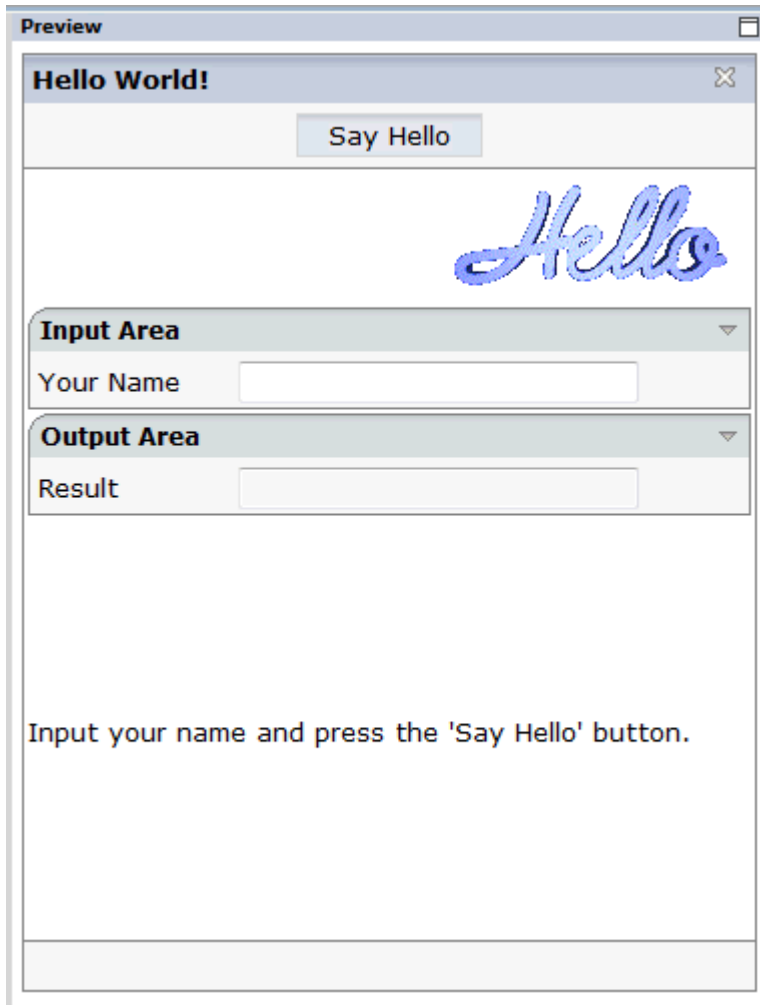 Preview
Hello World!
Say Hello
Hello
Input Area
Your Name
Output Area
Result
Input your name and press the 'Say Hello' button.